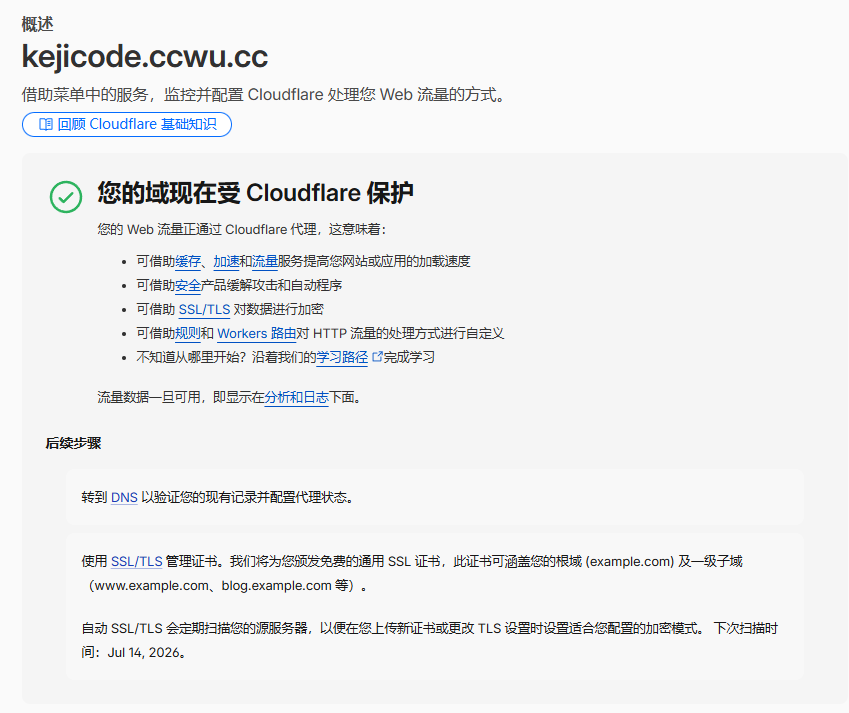 概述
kejicode.ccwu.cc
借助菜单中的服务，监控并配置 Cloudflare 处理您 Web 流量的方式。
回顾 Cloudflare 基础知识
您的域现在受 Cloudflare 保护
您的 Web 流量正通过 Cloudflare 代理，这意味着：
• 可借助缓存、加速和流量服务提高您网站或应用的加载速度
• 可借助安全产品缓解攻击和自动程序
• 可借助 SSL/TLS 对数据进行加密
• 可借助规则和 Workers 路由对 HTTP 流量的处理方式进行自定义
• 不知道从哪里开始？沿着我们的学习路径完成学习
流量数据一旦可用，即显示在分析和日志下面。
后续步骤
转到 DNS 以验证您的现有记录并配置代理状态。
使用 SSL/TLS 管理证书。我们将为您颁发免费的通用 SSL 证书，此证书可涵盖您的根域 (example.com) 及一级子域
（www.example.com、blog.example.com 等）。
自动 SSL/TLS 会定期扫描您的源服务器，以便在您上传新证书或更改 TLS 设置时设置适合您配置的加密模式。 下次扫描时
间：Jul 14, 2026。